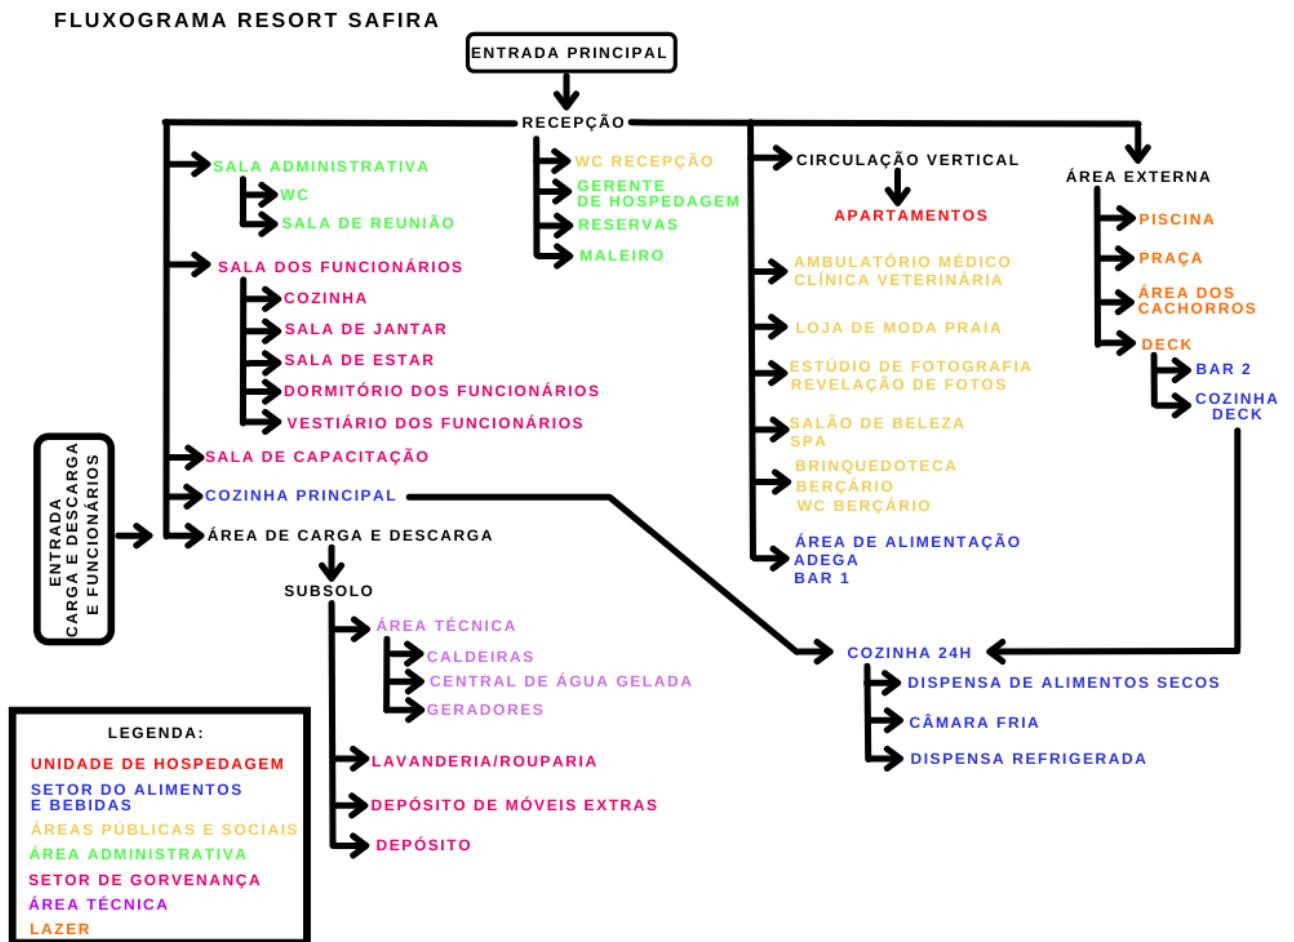 FLUXOGRAMA RESORT SAFIRA
ENTRADA PRINCIPAL
RECEPÇÃO
SALA ADMINISTRATIVA
WC
SALA DE REUNIÃO
SALA DOS FUNCIONÁRIOS
COZINHA
SALA DE JANTAR
SALA DE ESTAR
DORMITÓRIO DOS FUNCIONÁRIOS
VESTIÁRIO DOS FUNCIONÁRIOS
SALA DE CAPACITAÇÃO
COZINHA PRINCIPAL
ÁREA DE CARGA E DESCARGA
WC RECEPÇÃO
GERENTE
DE HOSPEDAGEM
RESERVAS
MALEIRO
CIRCULAÇÃO VERTICAL
APARTAMENTOS
AMBULATÓRIO MÉDICO
CLÍNICA VETERINÁRIA
LOJA DE MODA PRAIA
ESTÚDIO DE FOTOGRAFIA
REVELAÇÃO DE FOTOS
SALÃO DE BELEZA
SPA
BRINQUEDOTECA
BERÇÁRIO
WC BERÇÁRIO
ÁREA DE ALIMENTAÇÃO
ADEGA
BAR 1
ÁREA EXTERNA
PISCINA
PRAÇA
ÁREA DOS
CACHORROS
DECK
BAR 2
COZINHA
DECK
ENTRADA
CARGA E DESCARGA
E FUNCIONÁRIOS
SUBSOLO
ÁREA TÉCNICA
CALDEIRAS
CENTRAL DE ÁGUA GELADA
GERADORES
LAVANDERIA/ROUPARIA
DEPÓSITO DE MÓVEIS EXTRAS
DEPÓSITO
COZINHA 24H
DISPENSA DE ALIMENTOS SECOS
CÂMARA FRIA
DISPENSA REFRIGERADA
LEGENDA:
UNIDADE DE HOSPEDAGEM
SETOR DO ALIMENTOS
E BEBIDAS
ÁREAS PÚBLICAS E SOCIAIS
ÁREA ADMINISTRATIVA
SETOR DE GORVENANÇA
ÁREA TÉCNICA
LAZER